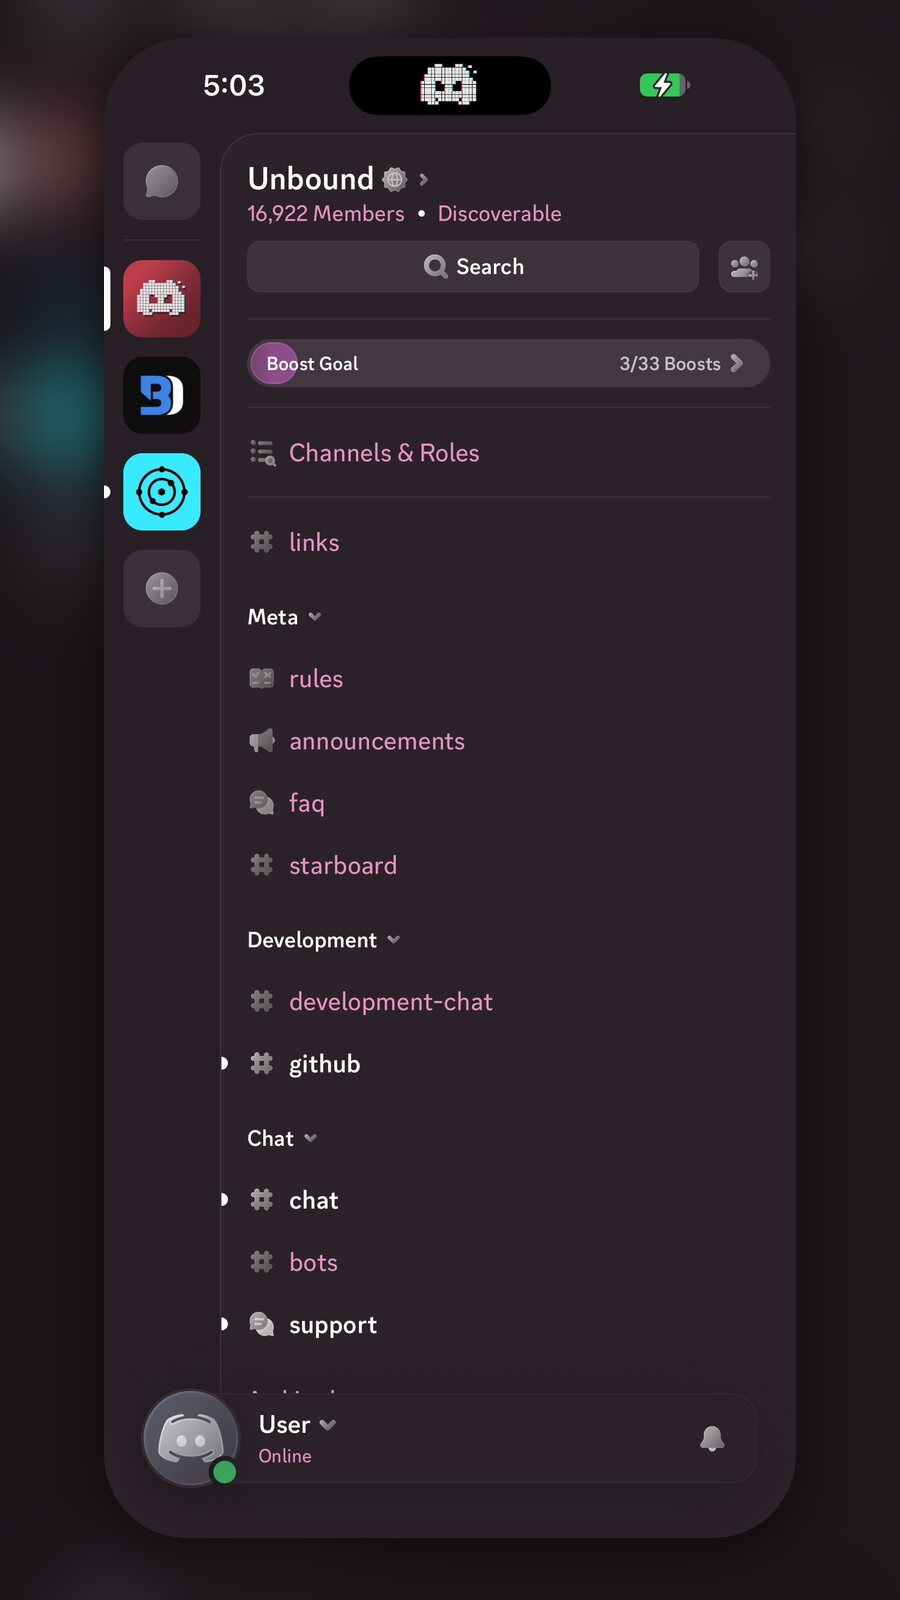 5:03
Unbound
16,922 Members • Discoverable
Search
Boost Goal
3/33 Boosts
Channels & Roles
links
Meta
rules
announcements
faq
starboard
Development
development-chat
github
Chat
chat
bots
support
User
Online